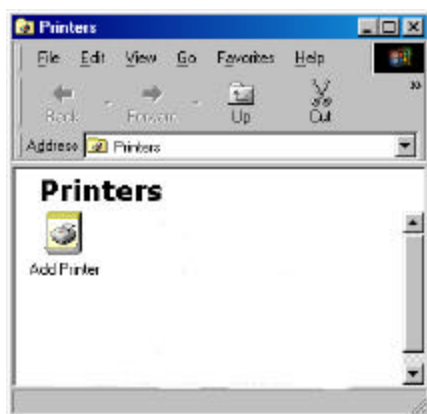 Printers
File Edit View Go Favorites Help
Back Forward Up Cut
Address Printers
Printers
Add Printer